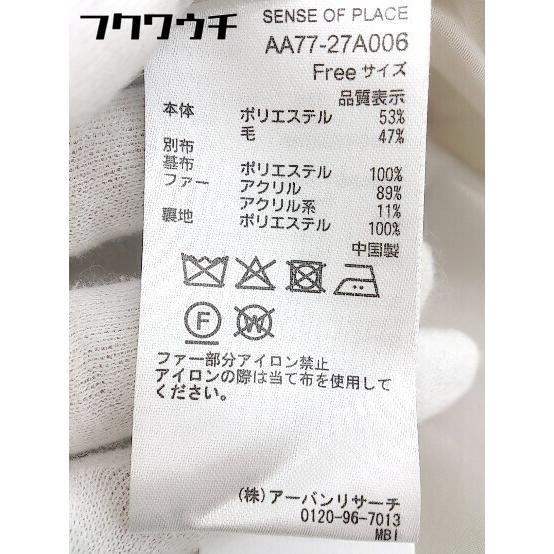 フクワウチ
SENSE OF PLACE
AA77-27A006
Free サイズ
品質表示
本体 ポリエステル 53%
毛 47%
別布
基布 ポリエステル 100%
ファー アクリル 89%
アクリル系 11%
裏地 ポリエステル 100%
中国製
F W
ファー部分アイロン禁止
アイロンの際は当て布を使用して
ください。
(株)アーバンリサーチ
0120-96-7013
MBI